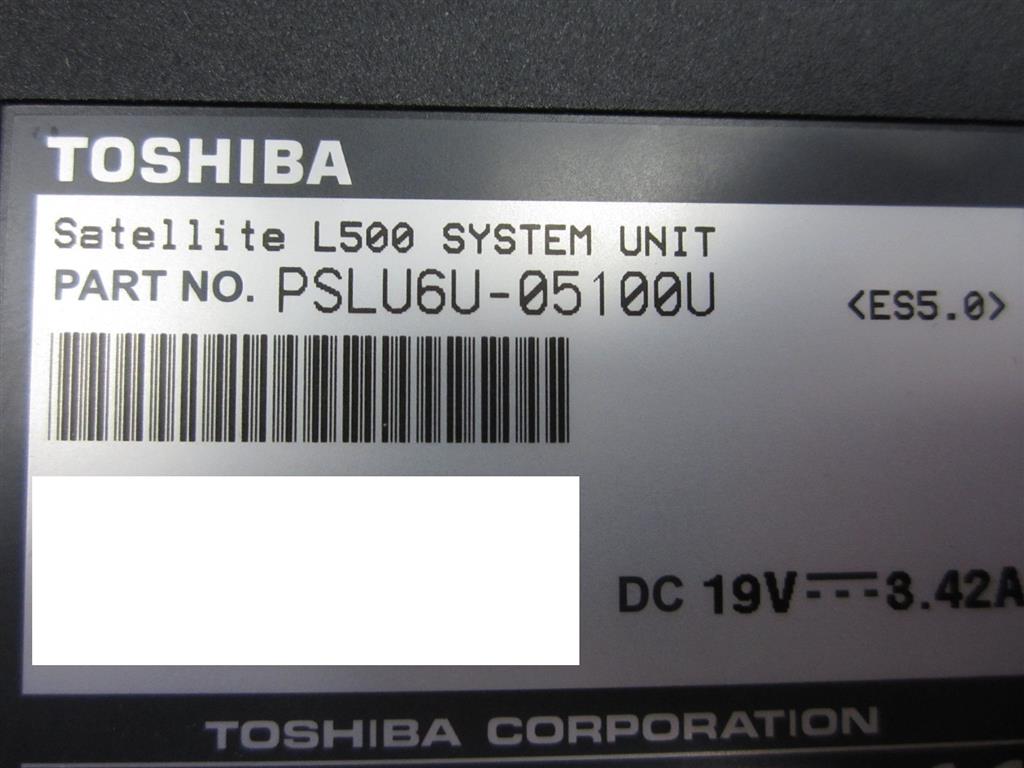 TOSHIBA
Satellite L500 SYSTEM UNIT
PART NO. PSLU6U-05100U
<ES5.0>
DC 19V 3.42A
TOSHIBA CORPORATION